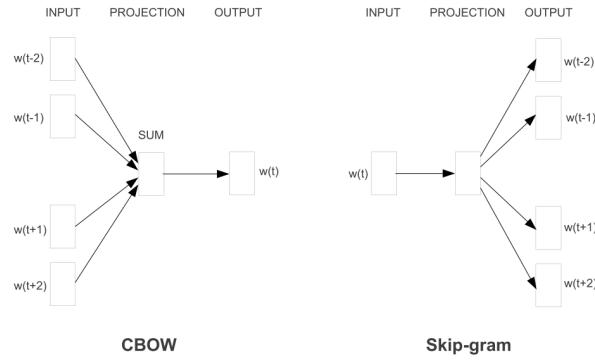 INPUT PROJECTION OUTPUT
w(t-2)
w(t-1)
SUM
w(t)
w(t+1)
w(t+2)
CBOW
INPUT PROJECTION OUTPUT
w(t-2)
w(t-1)
w(t)
w(t+1)
w(t+2)
Skip-gram